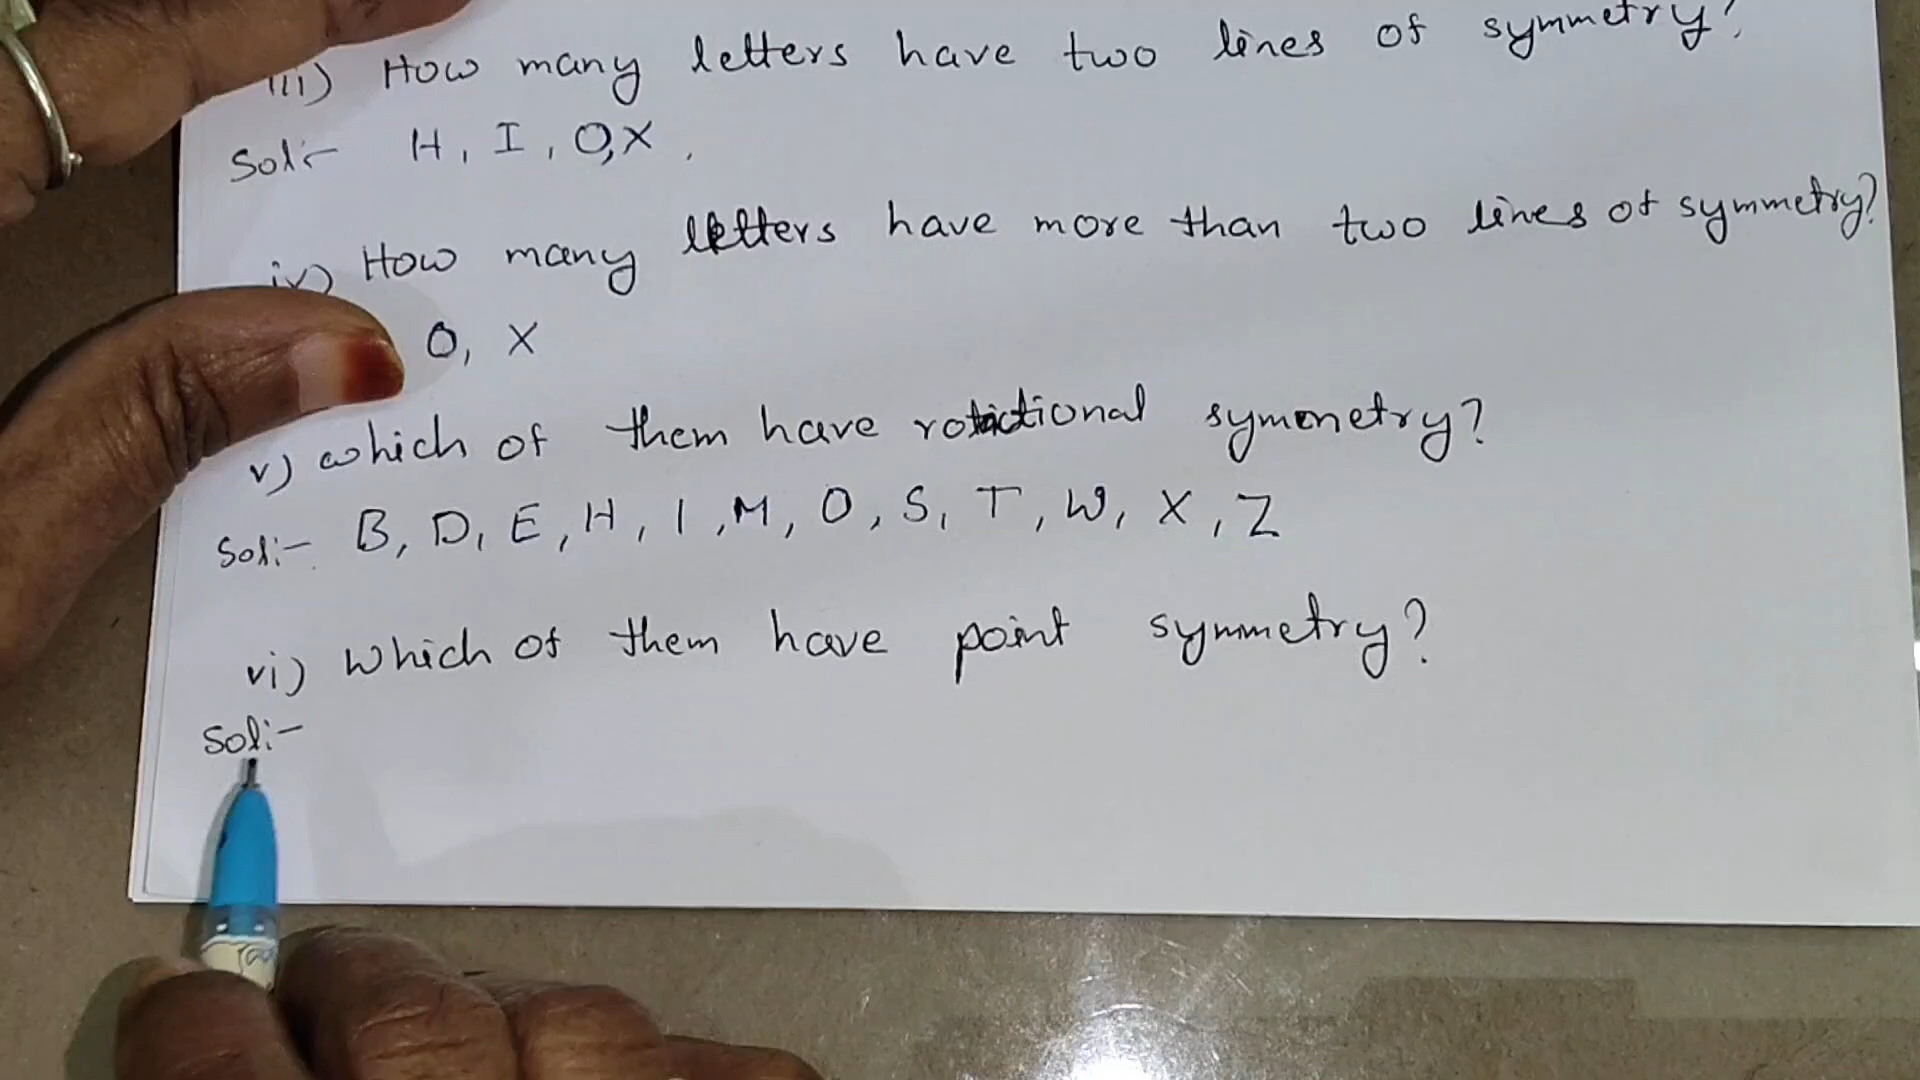 iii) How many letters have two lines of symmetry?
Sol:- H, I, O, X.
iv) How many letters have more than two lines of symmetry?
O, X
v) which of them have rotational symmetry?
Sol:- B, D, E, H, I, M, O, S, T, W, X, Z
vi) Which of them have point symmetry?
Sol:-